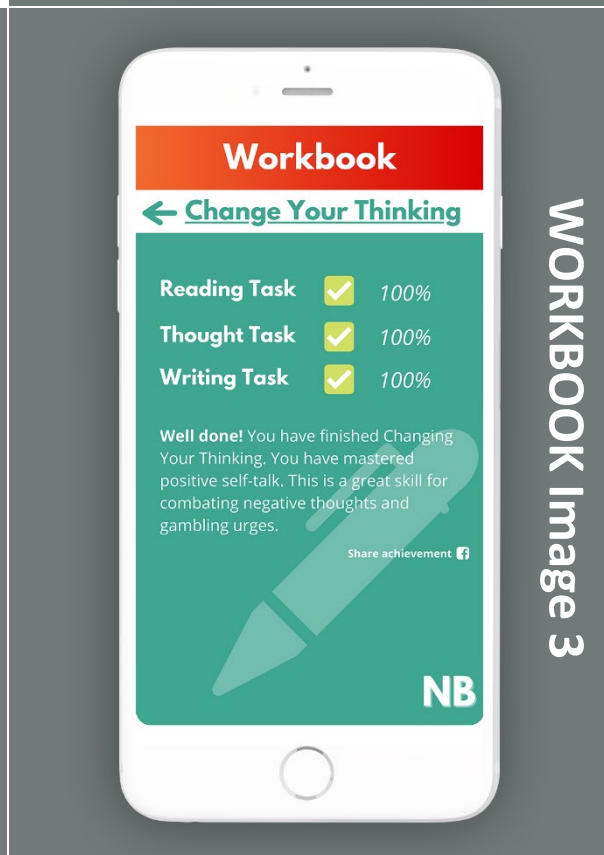 Workbook
Change Your Thinking
Reading Task 100%
Thought Task 100%
Writing Task 100%
Well done! You have finished Changing
Your Thinking. You have mastered
positive self-talk. This is a great skill for
combating negative thoughts and
gambling urges.
Share achievement
NB
WORKBOOK Image 3